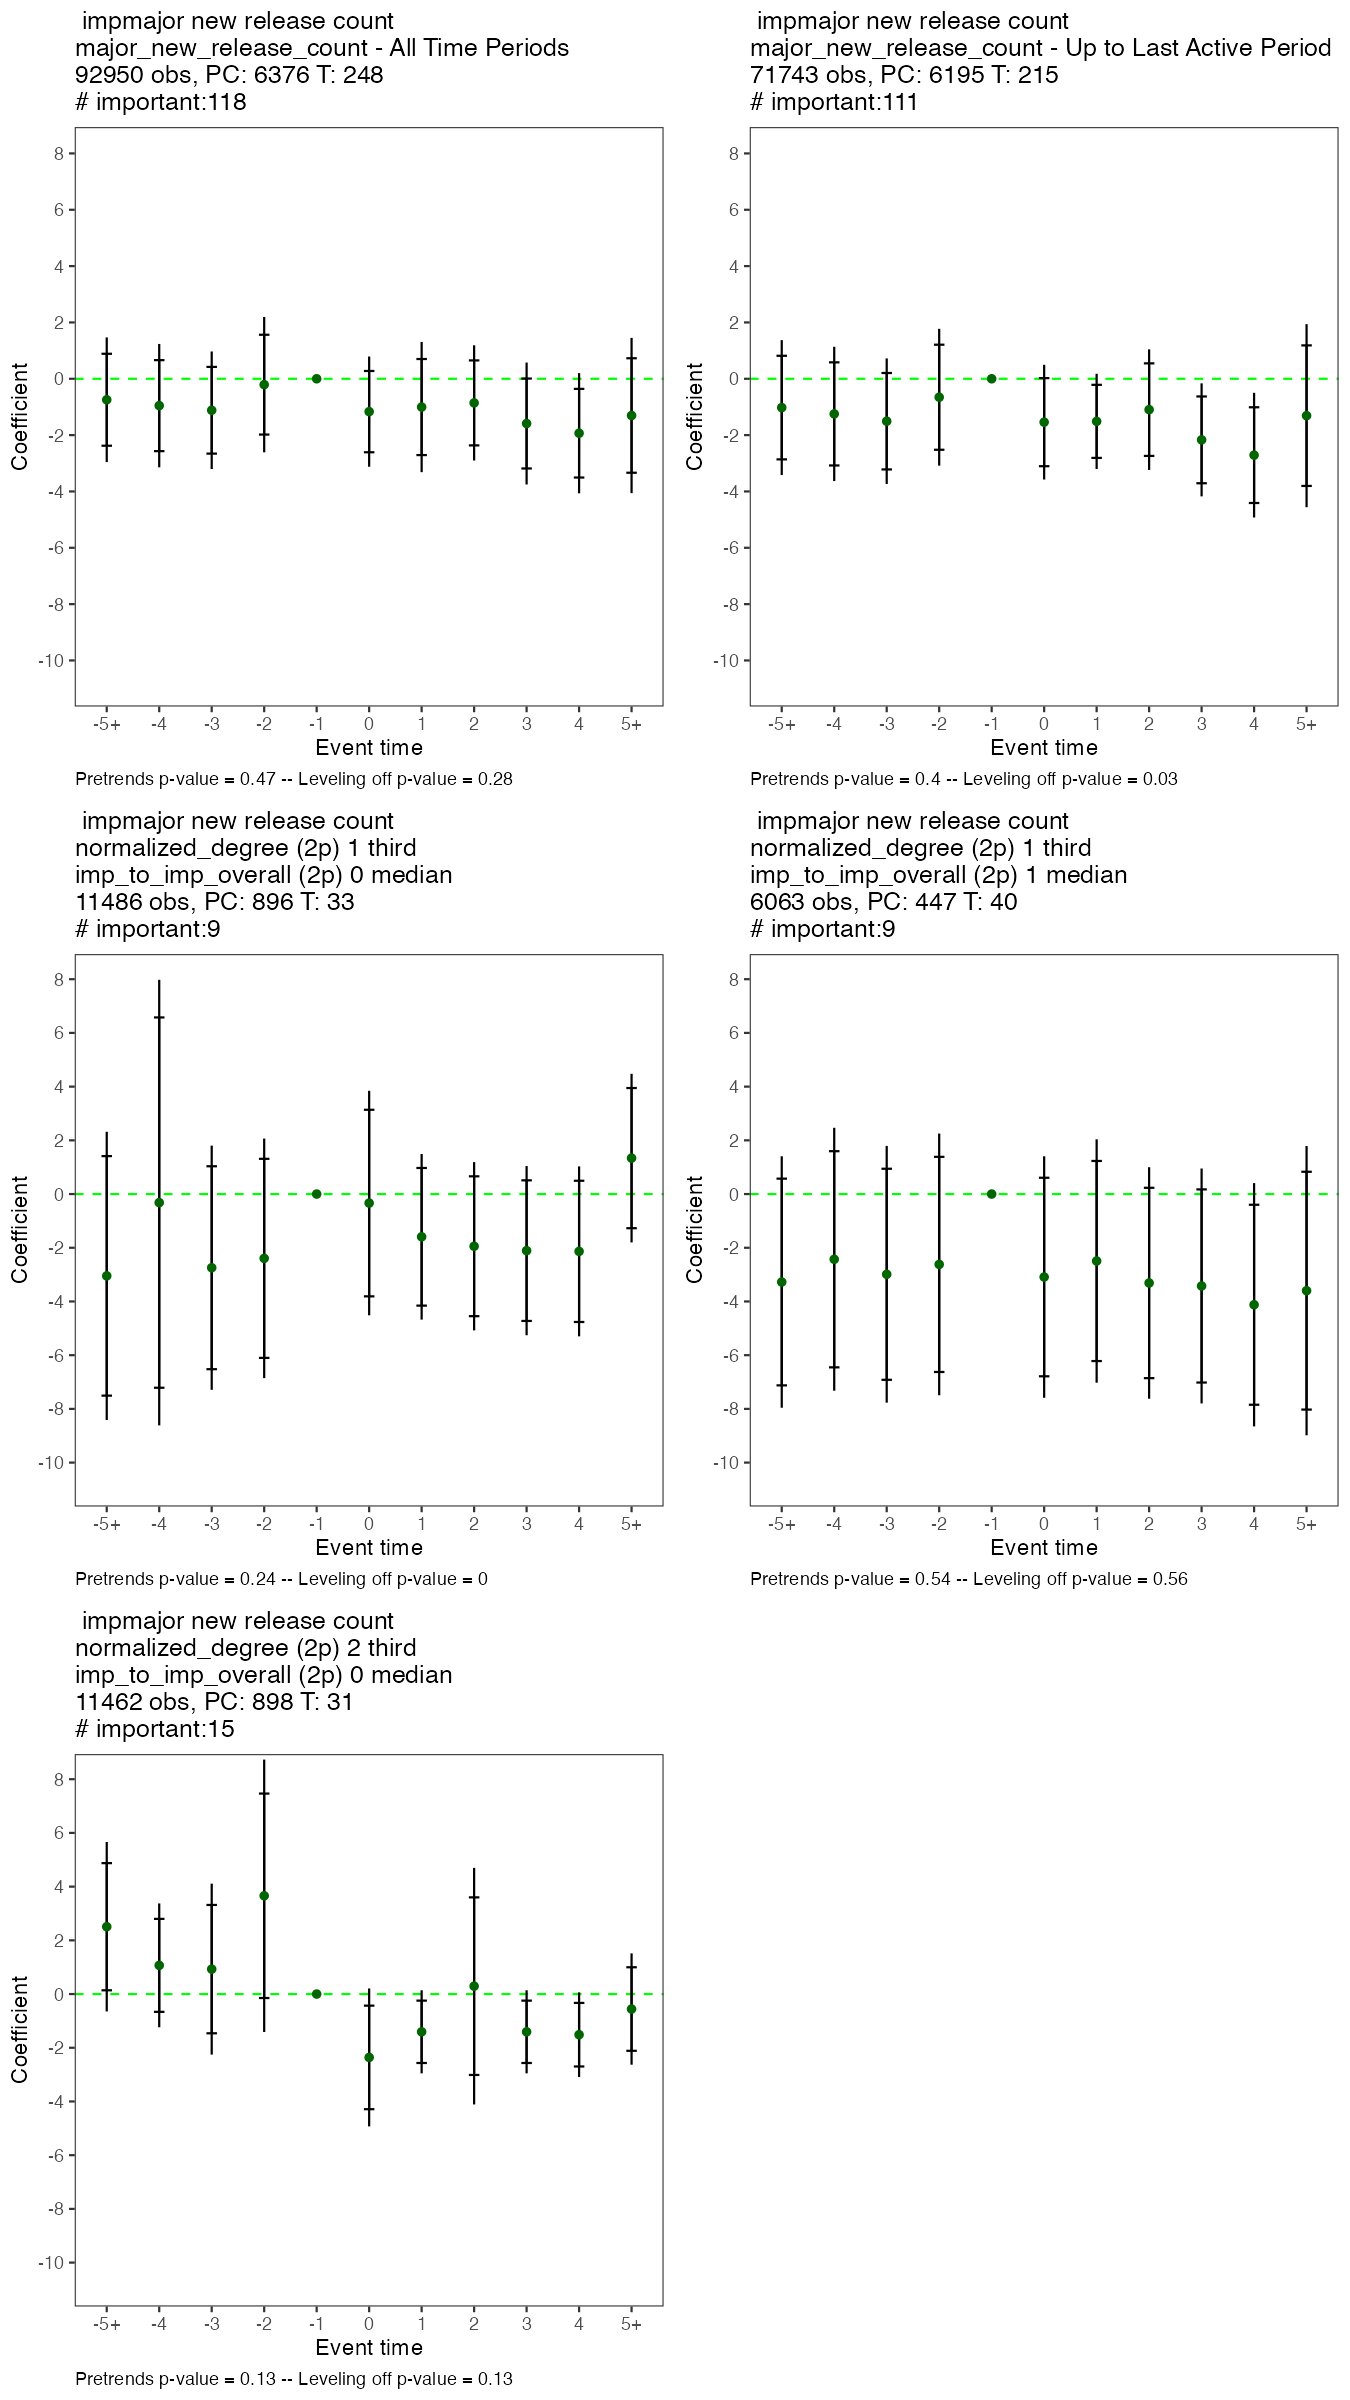 impmajor new release count
major_new_release_count - All Time Periods
92950 obs, PC: 6376 T: 248
# important:118
8
6
4
2
0
-2
-4
-6
-8
-10
Coefficient
-5+ -4 -3 -2 -1 0 1 2 3 4 5+
Event time
Pretrends p-value = 0.47 -- Leveling off p-value = 0.28
impmajor new release count
major_new_release_count - Up to Last Active Period
71743 obs, PC: 6195 T: 215
# important:111
8
6
4
2
0
-2
-4
-6
-8
-10
Coefficient
-5+ -4 -3 -2 -1 0 1 2 3 4 5+
Event time
Pretrends p-value = 0.4 -- Leveling off p-value = 0.03
impmajor new release count
normalized_degree (2p) 1 third
imp_to_imp_overall (2p) 0 median
11486 obs, PC: 896 T: 33
# important:9
8
6
4
2
0
-2
-4
-6
-8
-10
Coefficient
-5+ -4 -3 -2 -1 0 1 2 3 4 5+
Event time
Pretrends p-value = 0.24 -- Leveling off p-value = 0
impmajor new release count
normalized_degree (2p) 1 third
imp_to_imp_overall (2p) 1 median
6063 obs, PC: 447 T: 40
# important:9
8
6
4
2
0
-2
-4
-6
-8
-10
Coefficient
-5+ -4 -3 -2 -1 0 1 2 3 4 5+
Event time
Pretrends p-value = 0.54 -- Leveling off p-value = 0.56
impmajor new release count
normalized_degree (2p) 2 third
imp_to_imp_overall (2p) 0 median
11462 obs, PC: 898 T: 31
# important:15
8
6
4
2
0
-2
-4
-6
-8
-10
Coefficient
-5+ -4 -3 -2 -1 0 1 2 3 4 5+
Event time
Pretrends p-value = 0.13 -- Leveling off p-value = 0.13